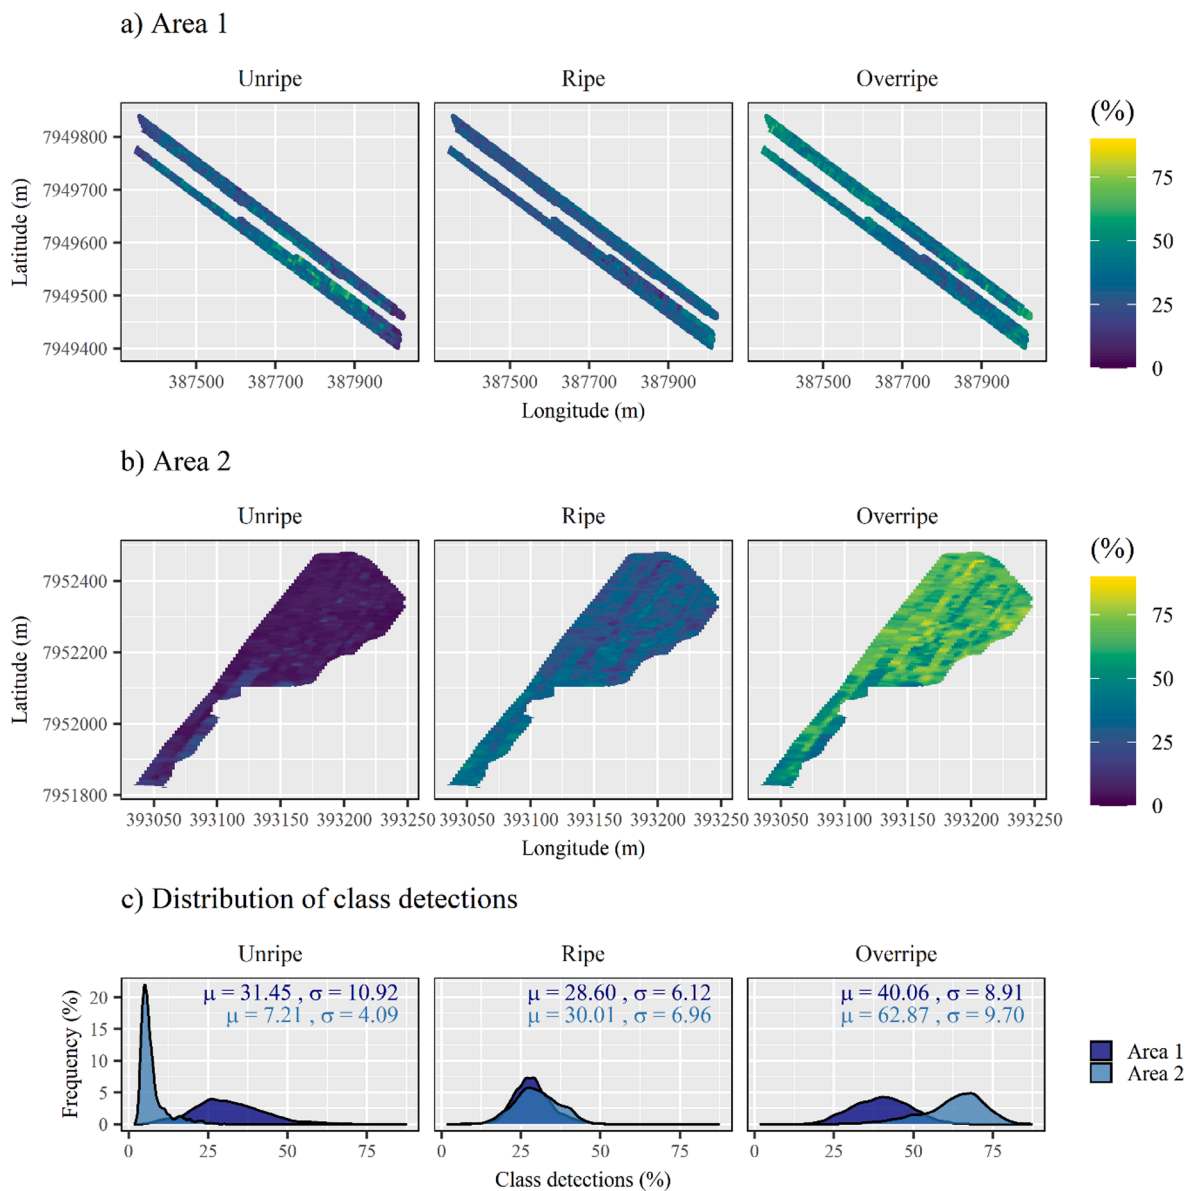 a) Area 1
Unripe Ripe Overripe
(%)
Latitude (m)
7949800
7949700
7949600
7949500
7949400
75
50
25
0
387500 387700 387900 387500 387700 387900 387500 387700 387900
Longitude (m)
b) Area 2
Unripe Ripe Overripe
(%)
Latitude (m)
7952400
7952200
7952000
7951800
75
50
25
0
393050 393100 393150 393200 393250 393050 393100 393150 393200 393250 393050 393100 393150 393200 393250
Longitude (m)
c) Distribution of class detections
Unripe Ripe Overripe
Frequency (%)
20
15
10
5
0
μ = 31.45 , σ = 10.92
μ = 7.21 , σ = 4.09
μ = 28.60 , σ = 6.12
μ = 30.01 , σ = 6.96
μ = 40.06 , σ = 8.91
μ = 62.87 , σ = 9.70
Area 1
Area 2
0 25 50 75 0 25 50 75 0 25 50 75
Class detections (%)